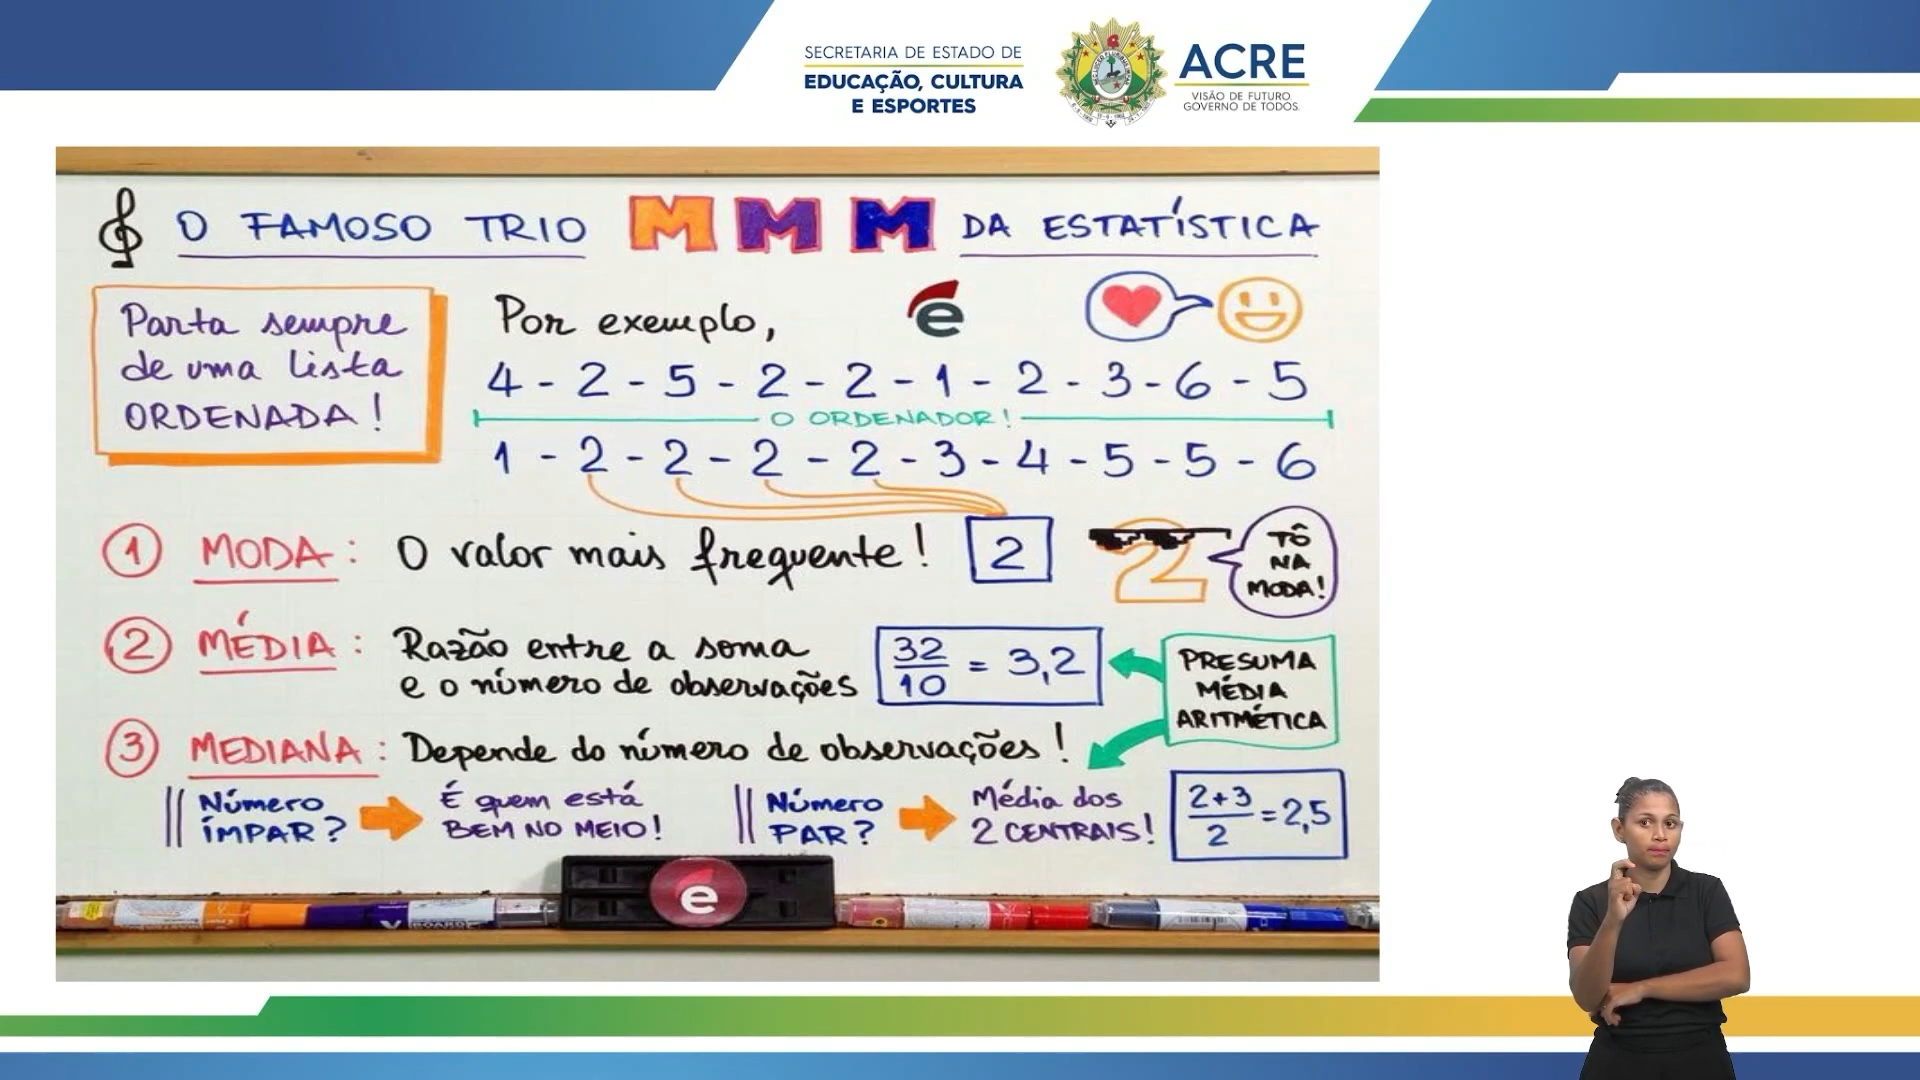 SECRETARIA DE ESTADO DE
EDUCAÇÃO, CULTURA
E ESPORTES
ACRE
VISÃO DE FUTURO.
GOVERNO DE TODOS.
O FAMOSO TRIO MMM DA ESTATÍSTICA
Parta sempre
de uma lista
ORDENADA!
Por exemplo,
é
4 - 2 - 5 - 2 - 2 - 1 - 2 - 3 - 6 - 5
O ORDENADOR!
1 - 2 - 2 - 2 - 2 - 3 - 4 - 5 - 5 - 6
1 MODA: O valor mais frequente! 2
2
TÔ
NA
MODA!
2 MÉDIA: Razão entre a soma
e o número de observações
32/10 = 3,2
PRESUMA
MÉDIA
ARITMÉTICA
3 MEDIANA: Depende do número de observações!
Número
ÍMPAR?
É quem está
BEM NO MEIO!
Número
PAR?
Média dos
2 CENTRAIS!
2+3/2 = 2,5
é